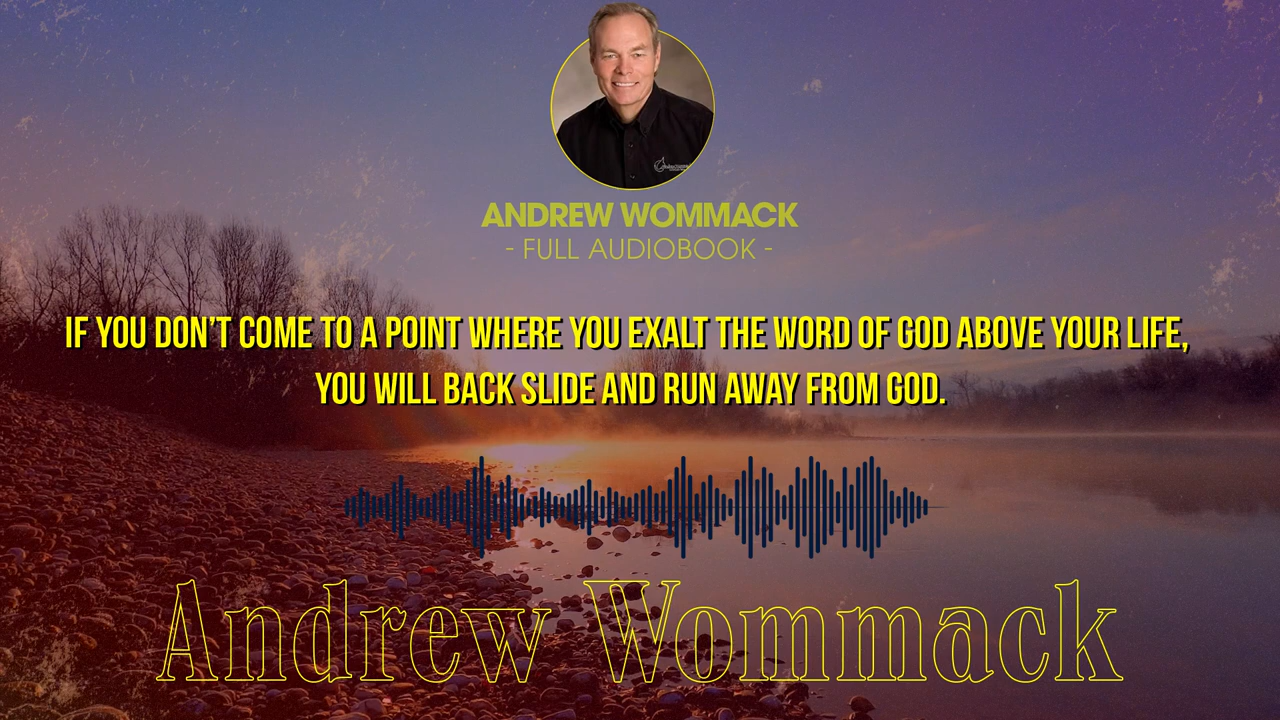 ANDREW WOMMACK
- FULL AUDIOBOOK -
IF YOU DON'T COME TO A POINT WHERE YOU EXALT THE WORD OF GOD ABOVE YOUR LIFE,
YOU WILL BACK SLIDE AND RUN AWAY FROM GOD.
Andrew Wommack